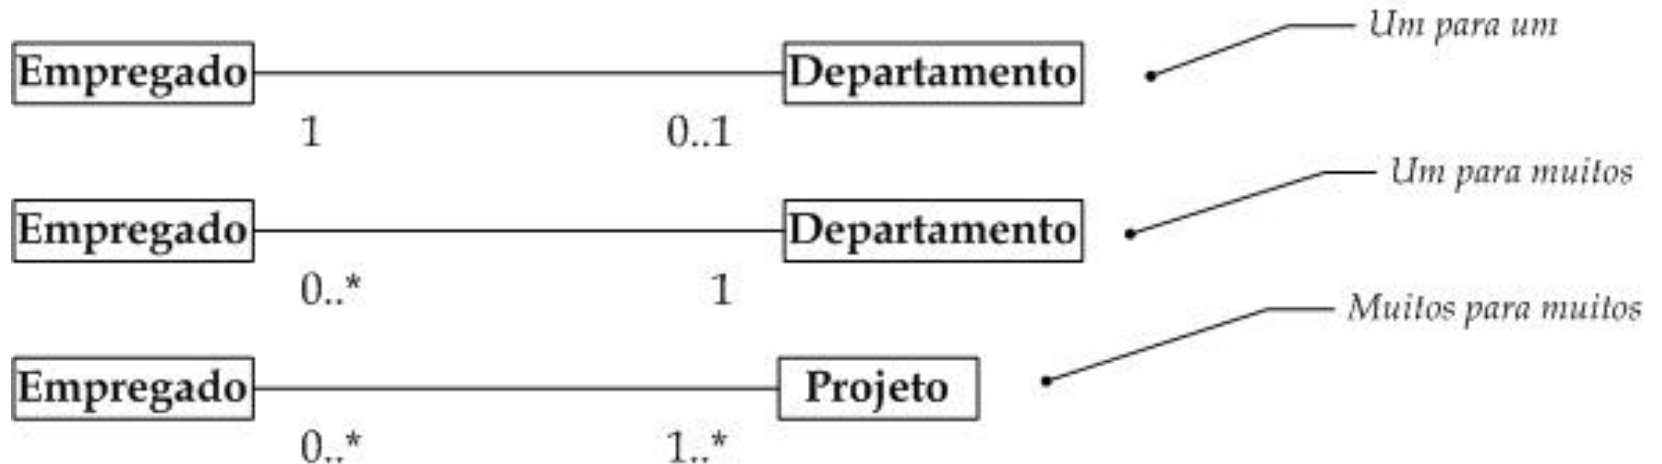 Um para um
Empregado Departamento
1 0..1
Um para muitos
Empregado Departamento
0..* 1
Muitos para muitos
Empregado Projeto
0..* 1..*